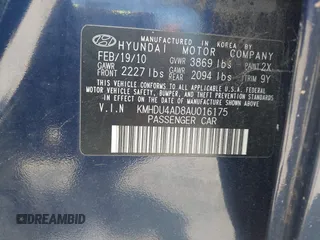 MANUFACTURED IN KOREA BY
HYUNDAI MOTOR COMPANY
FEB/19/10 GVWR 3869 lbs PAINT 2X
GAWR FRONT 2227 lbs GAWR REAR 2094 lbs TRIM 9Y
THIS VEHICLE CONFORMS TO ALL APPLICABLE U.S.A. FEDERAL
MOTOR VEHICLE SAFETY, BUMPER, AND THEFT PREVENTION
STANDARDS IN EFFECT ON THE DATE OF MANUFACTURE SHOWN
ABOVE.
V.I.N KMHDU4AD8AU016175
PASSENGER CAR
IDEMBID